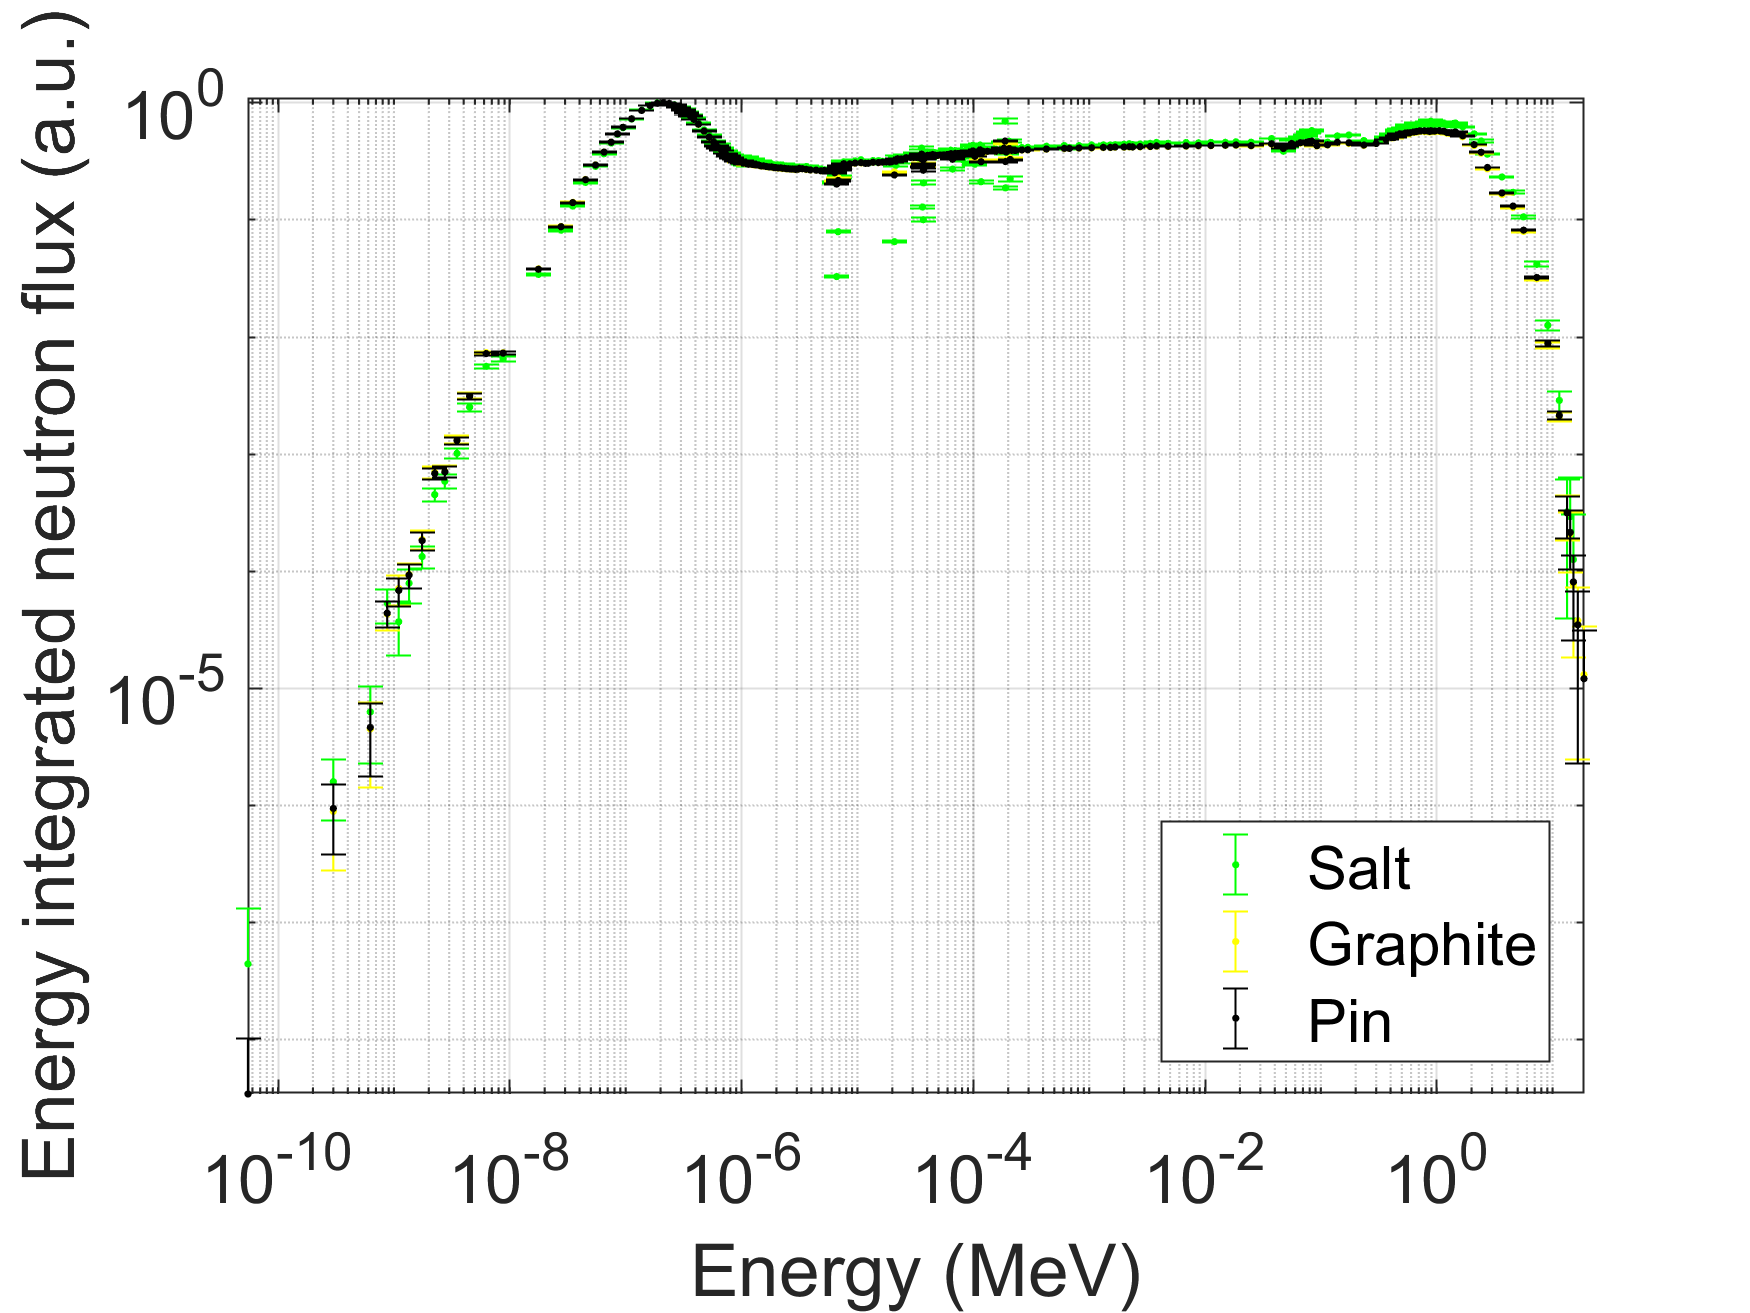 Energy integrated neutron flux (a.u.)
10^0
10^-5
10^-10 10^-8 10^-6 10^-4 10^-2 10^0
Energy (MeV)
Salt
Graphite
Pin